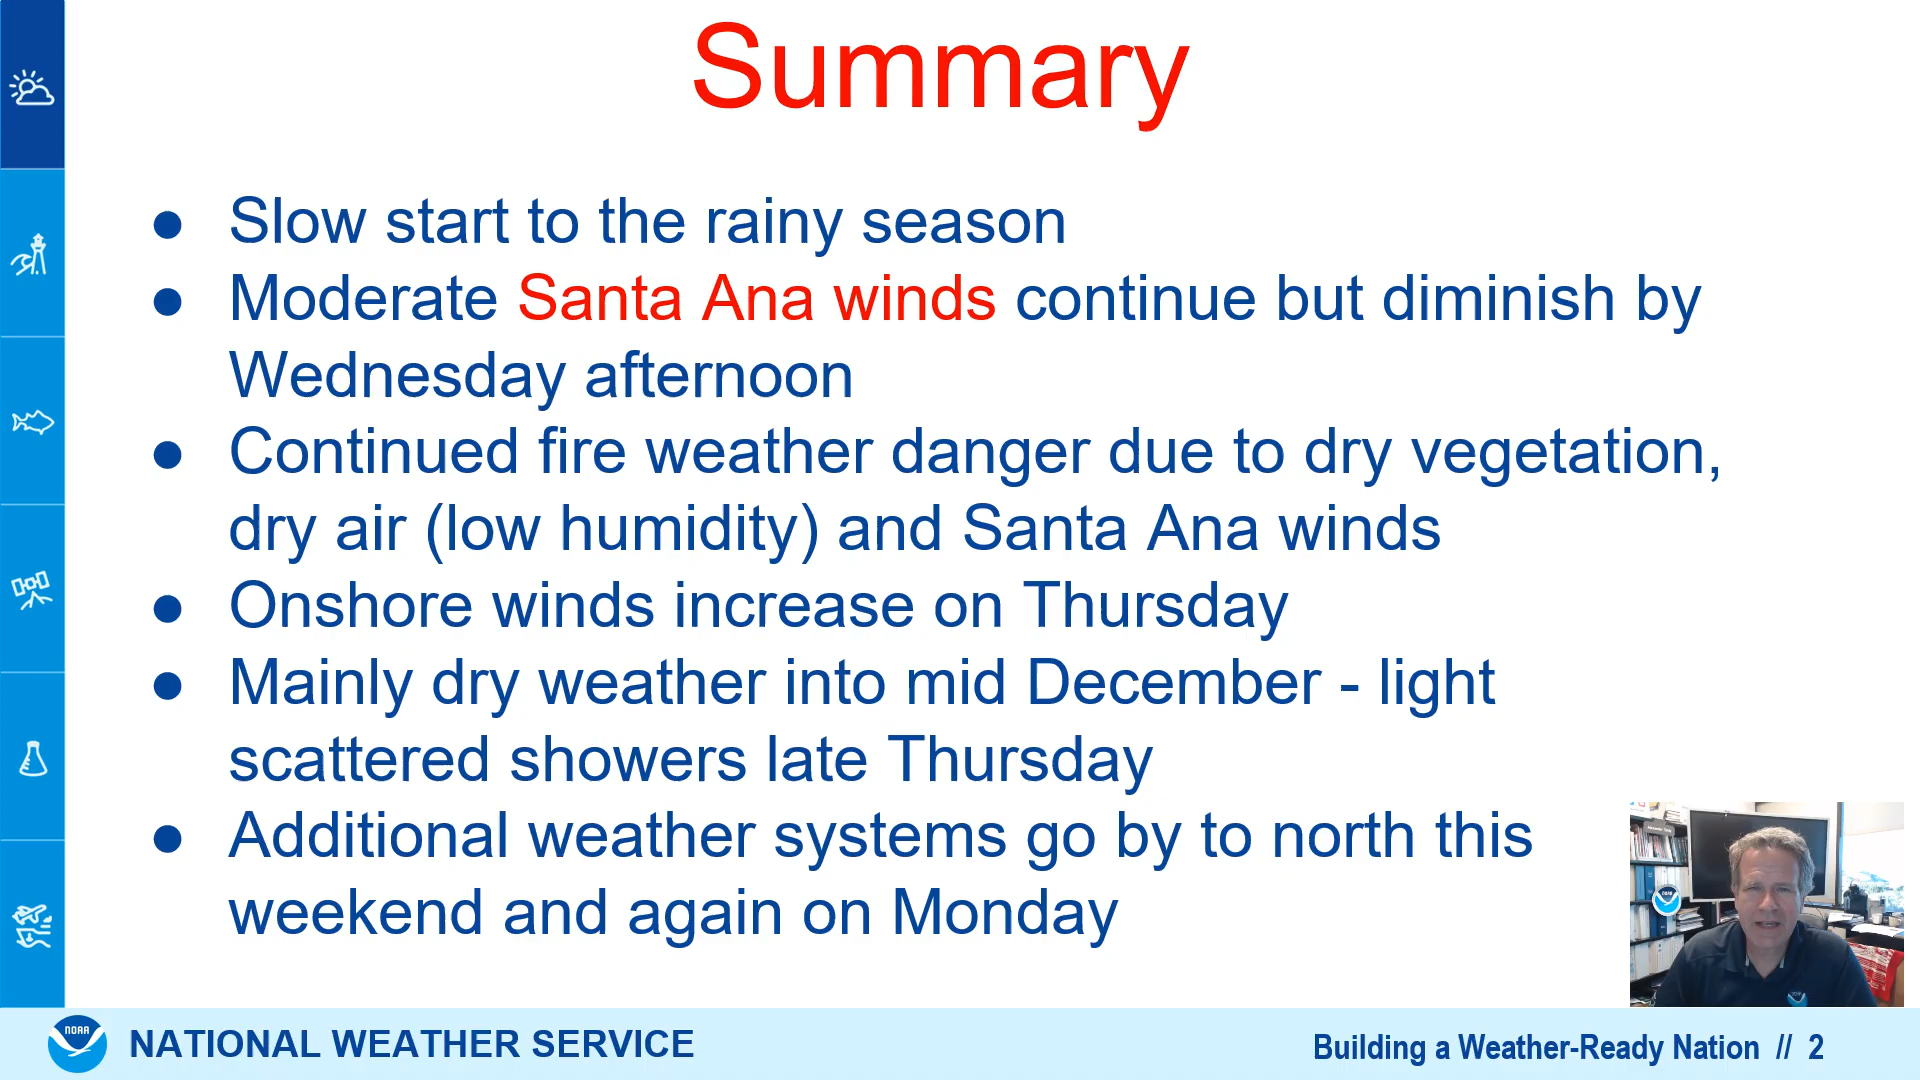 Summary
● Slow start to the rainy season
● Moderate Santa Ana winds continue but diminish by
Wednesday afternoon
● Continued fire weather danger due to dry vegetation,
dry air (low humidity) and Santa Ana winds
● Onshore winds increase on Thursday
● Mainly dry weather into mid December - light
scattered showers late Thursday
● Additional weather systems go by to north this
weekend and again on Monday
NOAA
NATIONAL WEATHER SERVICE
Building a Weather-Ready Nation // 2